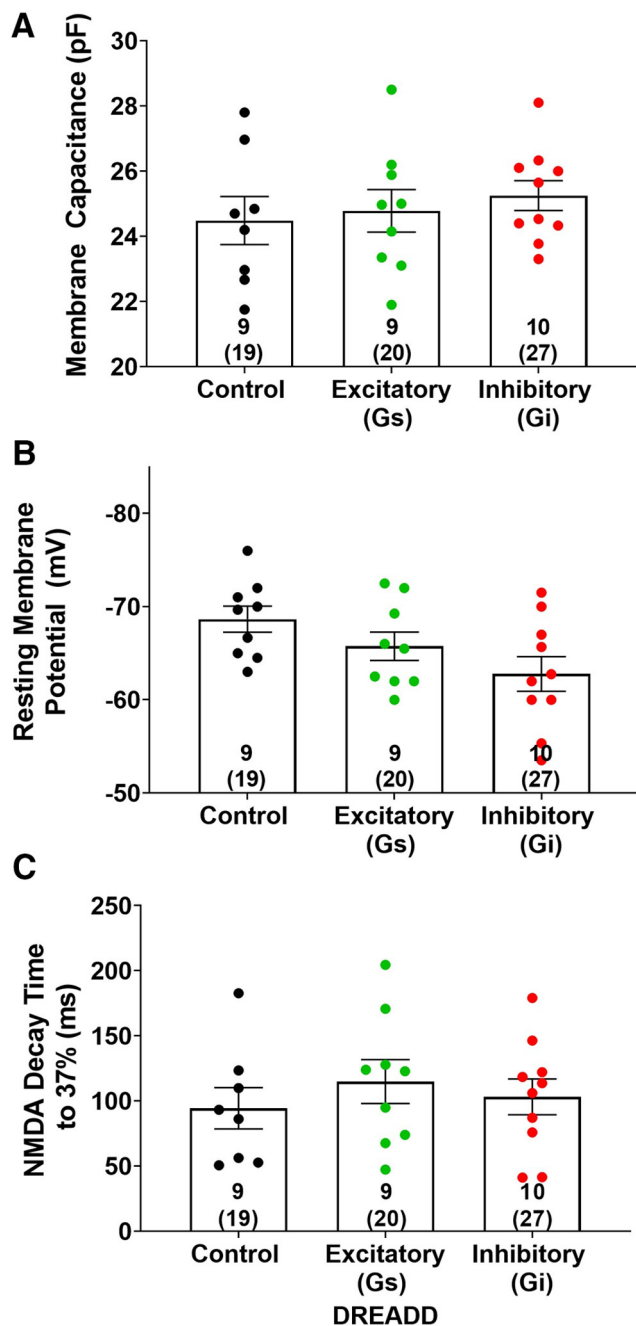 A
Membrane Capacitance (pF)
30
28
26
24
22
20
9
(19)
9
(20)
10
(27)
Control
Excitatory
(Gs)
Inhibitory
(Gi)
B
Resting Membrane
Potential (mV)
-80
-70
-60
-50
9
(19)
9
(20)
10
(27)
Control
Excitatory
(Gs)
Inhibitory
(Gi)
C
NMDA Decay Time
to 37% (ms)
250
200
150
100
50
0
9
(19)
9
(20)
10
(27)
Control
Excitatory
(Gs)
Inhibitory
(Gi)
DREADD